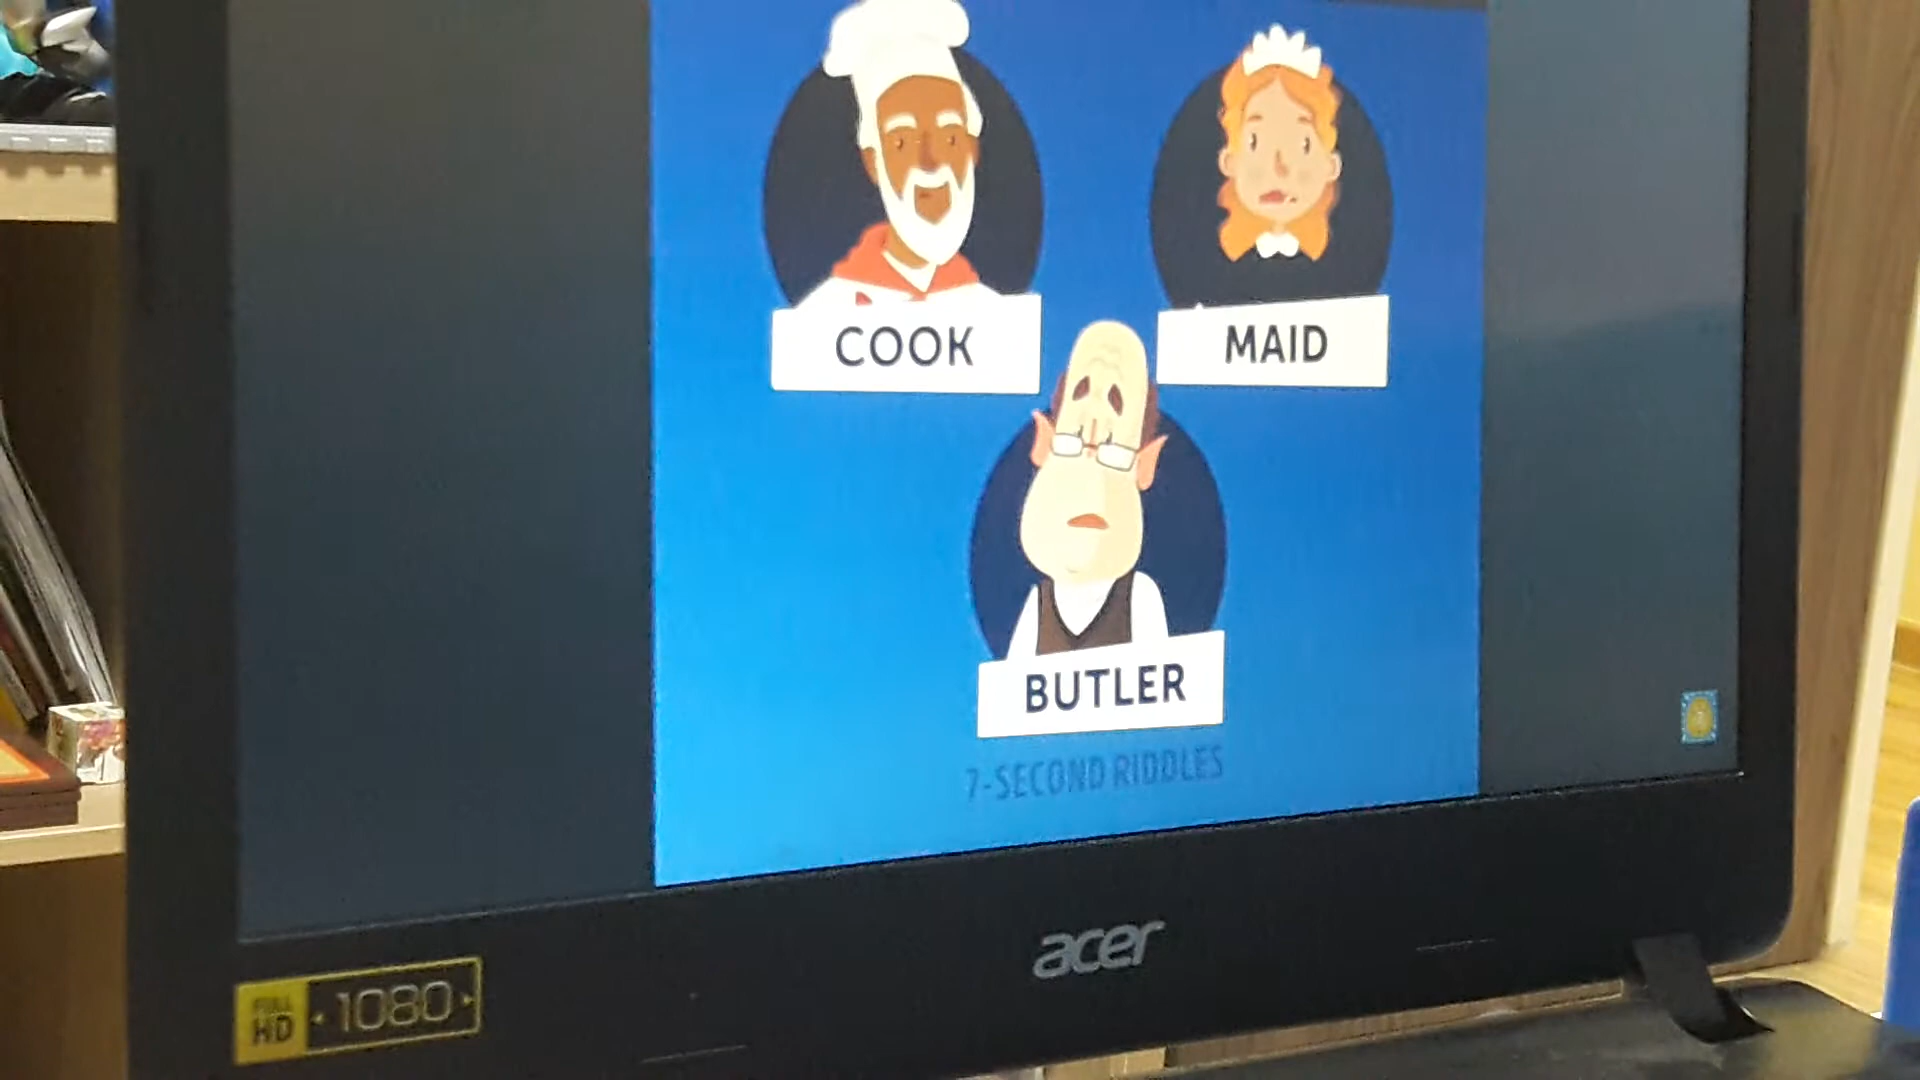 COOK
MAID
BUTLER
7-SECOND RIDDLES
acer
FULL
HD
1080